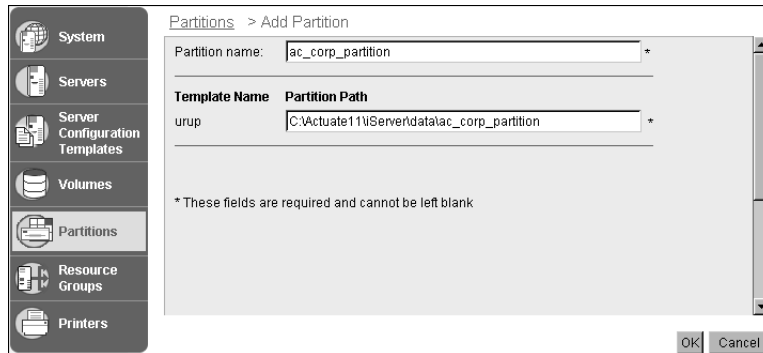 System
Servers
Server
Configuration
Templates
Volumes
Partitions
Resource
Groups
Printers
Partitions > Add Partition
Partition name: ac_corp_partition *
Template Name Partition Path
urup C:\Actuate11\iServer\data\ac_corp_partition *
* These fields are required and cannot be left blank
OK Cancel